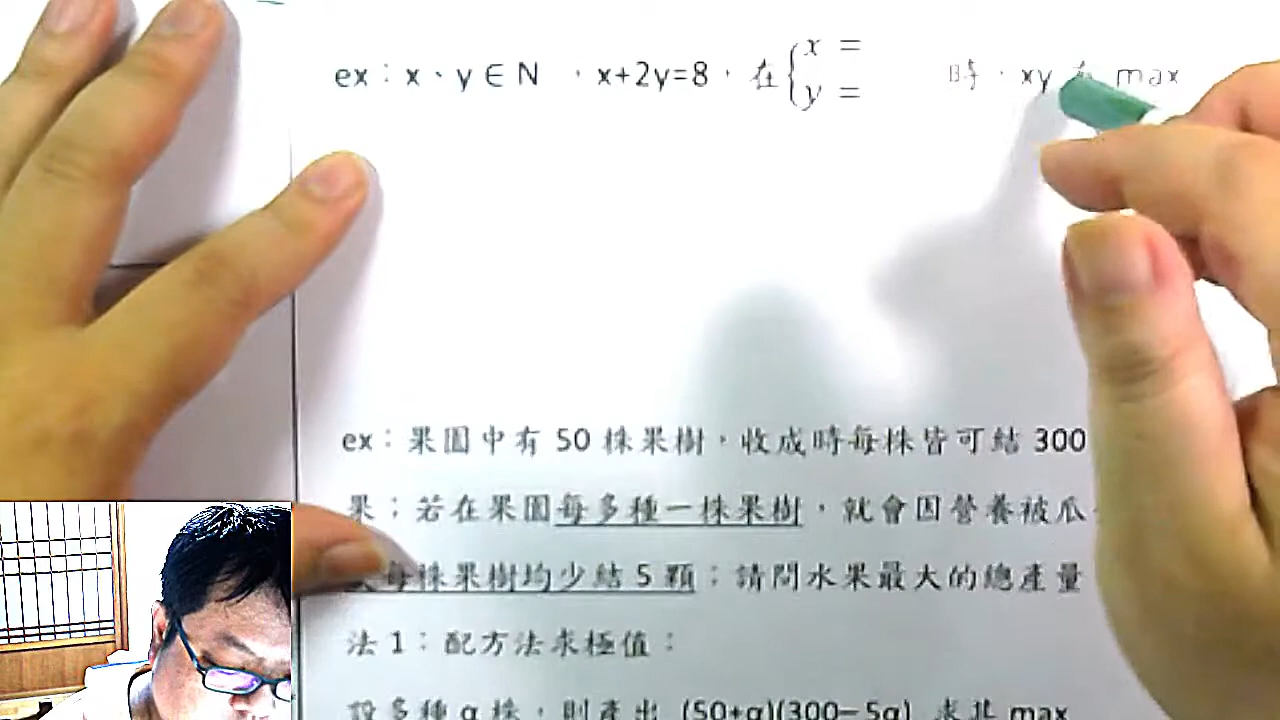 ex：x、y∈N ，x+2y=8，在{x = y = 時，xy max
ex：果園中有 50 株果樹，收成時每株皆可結 300
果；若在果園每多種一株果樹，就會因營養被瓜
每株果樹均少結 5 顆；請問水果最大的總產量
法 1：配方法求極值：
設多種 α 株，則產出 (50+α)(300−5α) 求其 max